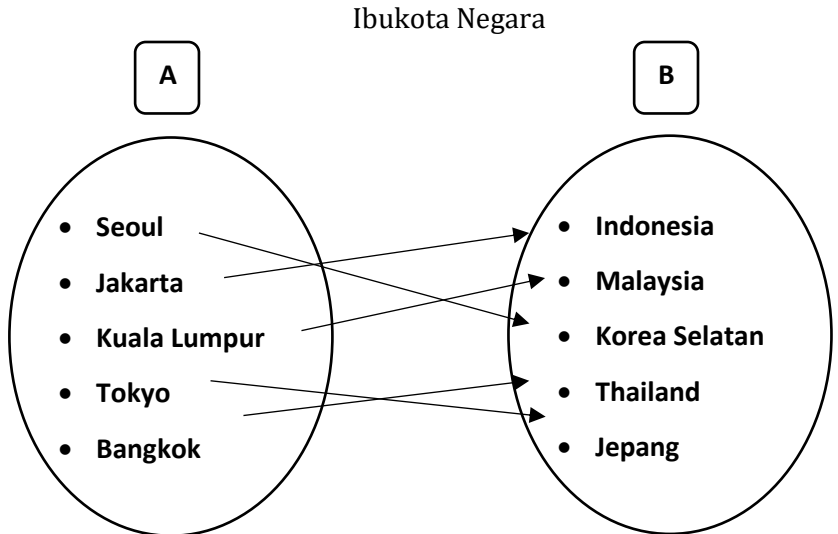 Ibukota Negara
A
B
• Seoul
• Jakarta
• Kuala Lumpur
• Tokyo
• Bangkok
• Indonesia
• Malaysia
• Korea Selatan
• Thailand
• Jepang